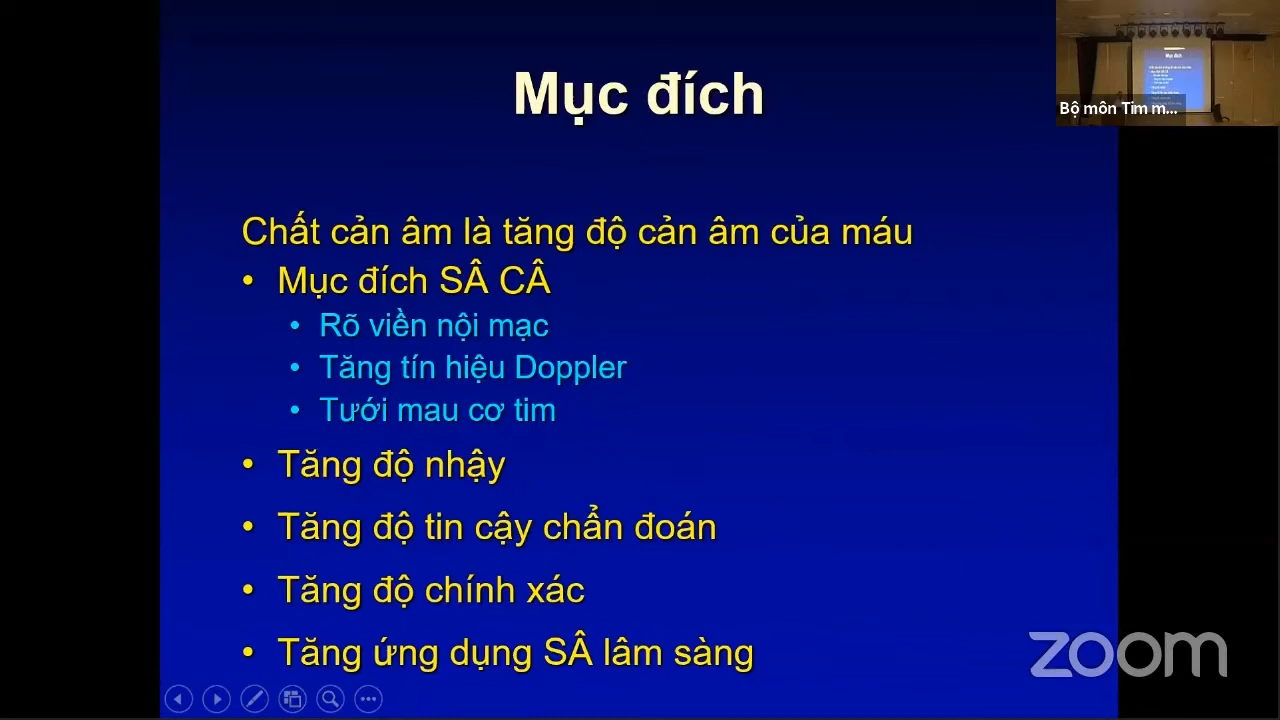 Mục đích
Bộ môn Tim m...
Chất cản âm là tăng độ cản âm của máu
• Mục đích SÂ CÂ
• Rõ viền nội mạc
• Tăng tín hiệu Doppler
• Tưới mau cơ tim
• Tăng độ nhậy
• Tăng độ tin cậy chẩn đoán
• Tăng độ chính xác
• Tăng ứng dụng SÂ lâm sàng
zoom